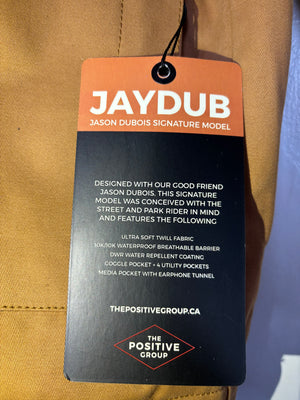 JAYDUB
JASON DUBOIS SIGNATURE MODEL
DESIGNED WITH OUR GOOD FRIEND
JASON DUBOIS. THIS SIGNATURE
MODEL WAS CONCEIVED WITH THE
STREET AND PARK RIDER IN MIND
AND FEATURES THE FOLLOWING
ULTRA SOFT TWILL FABRIC
10K/10K WATERPROOF BREATHABLE BARRIER
DWR WATER REPELLENT COATING
GOGGLE POCKET + 4 UTILITY POCKETS
MEDIA POCKET WITH EARPHONE TUNNEL
THEPOSITIVEGROUP.CA
THE
POSITIVE
GROUP